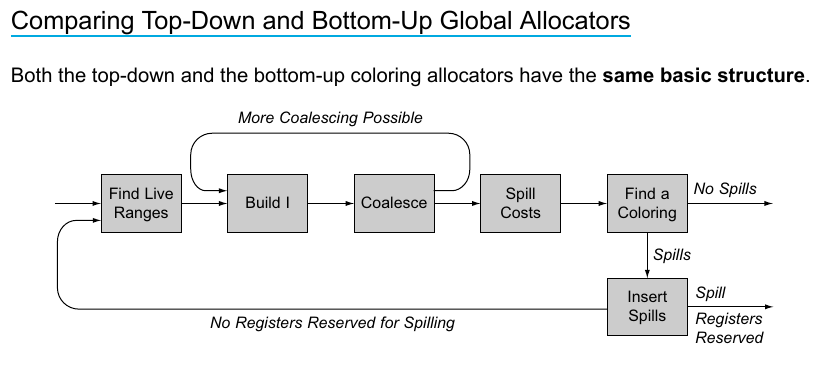 Comparing Top-Down and Bottom-Up Global Allocators
Both the top-down and the bottom-up coloring allocators have the same basic structure.
More Coalescing Possible
Find Live
Ranges
Build I
Coalesce
Spill
Costs
Find a
Coloring
No Spills
Spills
Insert
Spills
Spill
Registers
Reserved
No Registers Reserved for Spilling